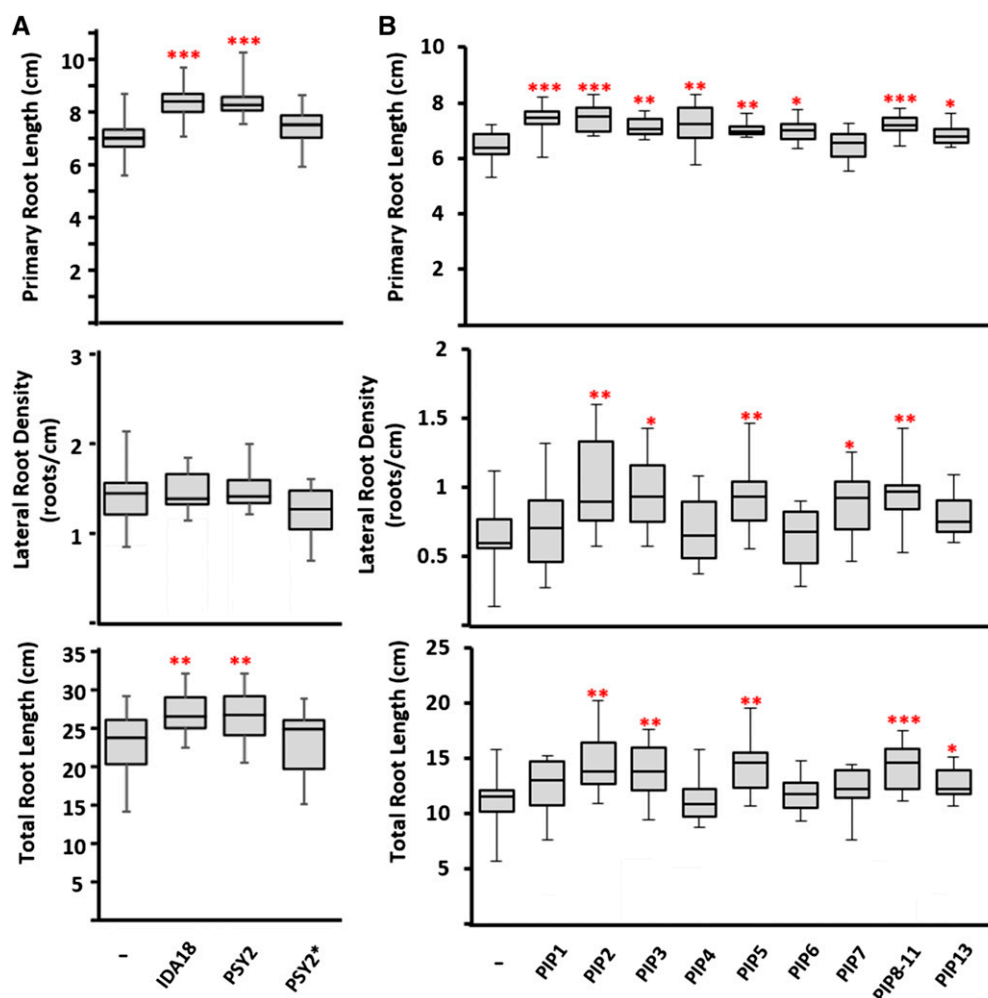 A
B
Primary Root Length (cm)
10
8
6
4
2
*** ***
Primary Root Length (cm)
10
8
6
4
2
*** *** ** ** ** * *** *
Lateral Root Density
(roots/cm)
3
2
1
Lateral Root Density
(roots/cm)
2
1.5
1
0.5
** * ** * **
Total Root Length (cm)
35
30
25
20
15
10
5
** **
Total Root Length (cm)
25
20
15
10
5
** ** ** *** *
– IDA18 PSY2 PSY2*
– PIP1 PIP2 PIP3 PIP4 PIP5 PIP6 PIP7 PIP8-11 PIP13